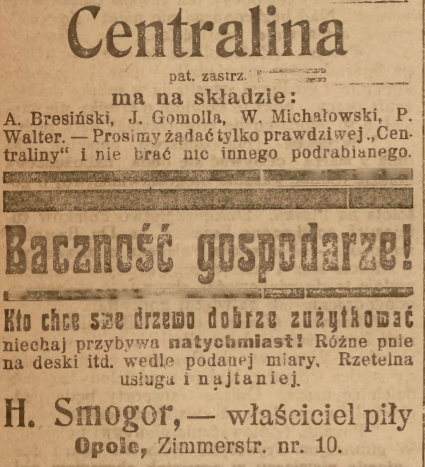 Centralina
pat. zastrz.
ma na składzie:
A. Bresiński, J. Gomolla, W. Michałowski, P.
Walter. — Prosimy żądać tylko prawdziwej „Cen-
traliny“ i nie brać nic innego podrabianego.
Baczność gospodarze!
Kto chce swe drzewo dobrze zużytkować
niechaj przybywa natychmiast! Różne pnie
na deski itd. wedle podanej miary. Rzetelna
usługa i najtaniej.
H. Smogor, — właściciel piły
Opole, Zimmerstr. nr. 10.